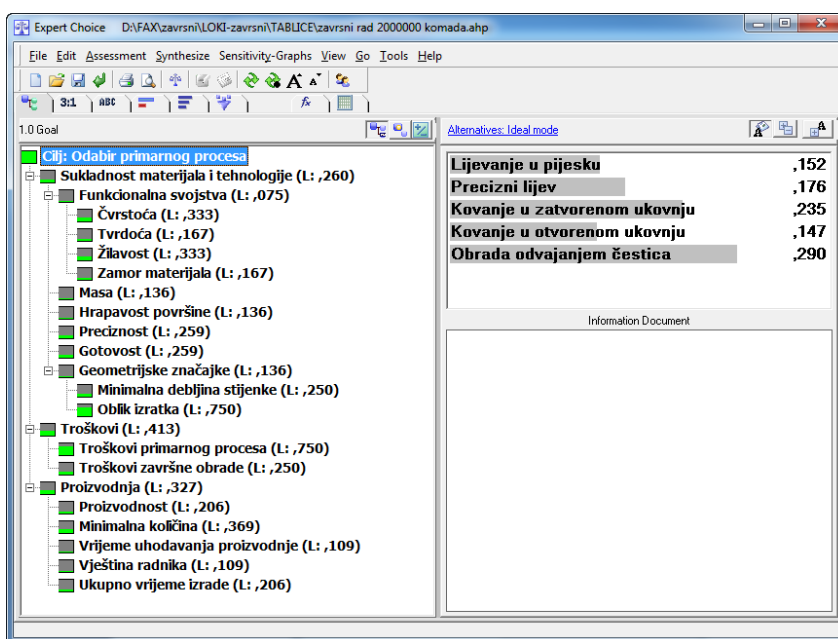 Expert Choice D:\FAX\zavrsni\LOKI-zavrsni\TABLICE\zavrsni rad 2000000 komada.ahp
File Edit Assessment Synthesize Sensitivity-Graphs View Go Tools Help
A A
3:1 ABC fx
1.0 Goal
Cilj: Odabir primarnog procesa
Sukladnost materijala i tehnologije (L: ,260)
Funkcionalna svojstva (L: ,075)
Čvrstoća (L: ,333)
Tvrdoća (L: ,167)
Žilavost (L: ,333)
Zamor materijala (L: ,167)
Masa (L: ,136)
Hrapavost površine (L: ,136)
Preciznost (L: ,259)
Gotovost (L: ,259)
Geometrijske značajke (L: ,136)
Minimalna debljina stijenke (L: ,250)
Oblik izratka (L: ,750)
Troškovi (L: ,413)
Troškovi primarnog procesa (L: ,750)
Troškovi završne obrade (L: ,250)
Proizvodnja (L: ,327)
Proizvodnost (L: ,206)
Minimalna količina (L: ,369)
Vrijeme uhodavanja proizvodnje (L: ,109)
Vještina radnika (L: ,109)
Ukupno vrijeme izrade (L: ,206)
Alternatives: Ideal mode
A A
Lijevanje u pijesku ,152
Precizni lijev ,176
Kovanje u zatvorenom ukovnju ,235
Kovanje u otvorenom ukovnju ,147
Obrada odvajanjem čestica ,290
Information Document